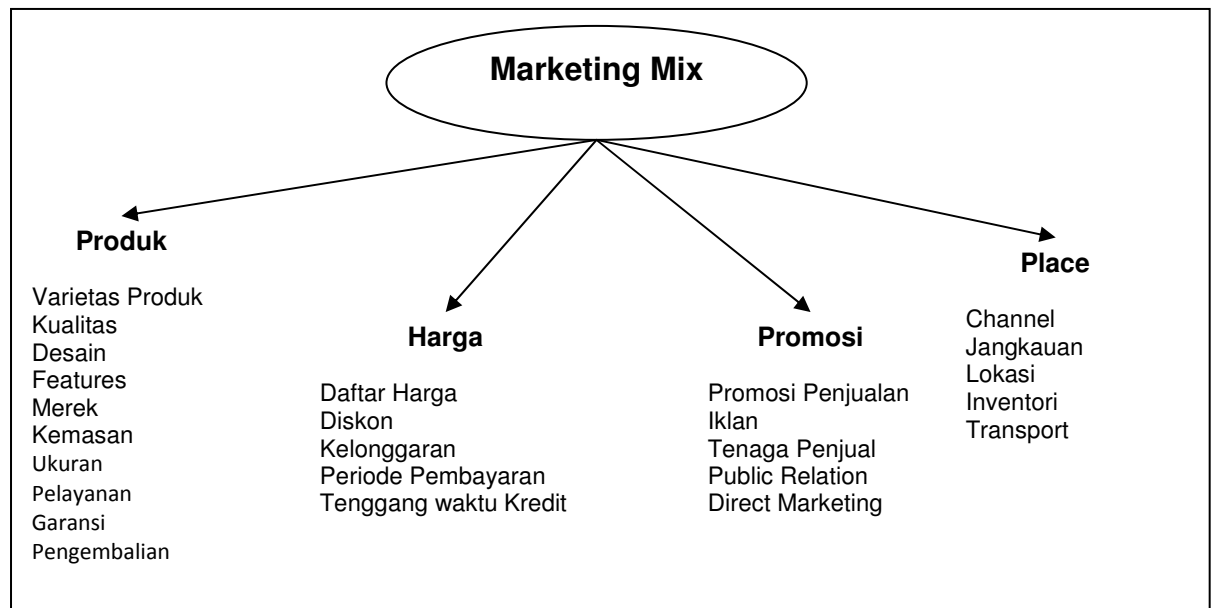 Marketing Mix
Produk
Varietas Produk
Kualitas
Desain
Features
Merek
Kemasan
Ukuran
Pelayanan
Garansi
Pengembalian
Harga
Daftar Harga
Diskon
Kelonggaran
Periode Pembayaran
Tenggang waktu Kredit
Promosi
Promosi Penjualan
Iklan
Tenaga Penjual
Public Relation
Direct Marketing
Place
Channel
Jangkauan
Lokasi
Inventori
Transport